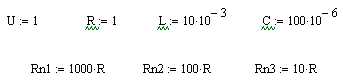 U := 1 R := 1 L := 10·10⁻³ C := 100·10⁻⁶
Rn1 := 1000·R Rn2 := 100·R Rn3 := 10·R